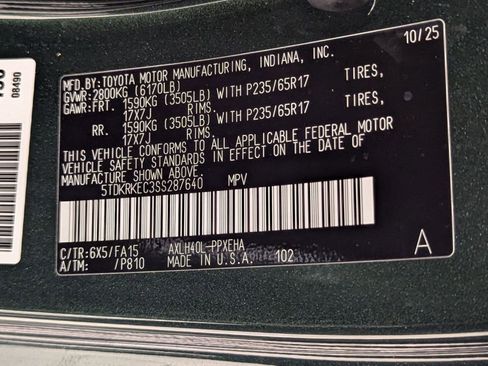 10/25
MFD.BY:TOYOTA MOTOR MANUFACTURING, INDIANA, INC.
GVWR:2800KG (6170LB)
GAWR:FRT. 1590KG (3505LB) WITH P235/65R17 TIRES,
17X7J RIMS.
RR. 1590KG (3505LB) WITH P235/65R17 TIRES,
17X7J RIMS.
THIS VEHICLE CONFORMS TO ALL APPLICABLE FEDERAL MOTOR
VEHICLE SAFETY STANDARDS IN EFFECT ON THE DATE OF
MANUFACTURE SHOWN ABOVE.
5TDKRKEC3SS287640 MPV
C/TR:6X5/FA15 AXLH40L-PPXEHA
A/TM: /P810 MADE IN U.S.A. 102
A
08490